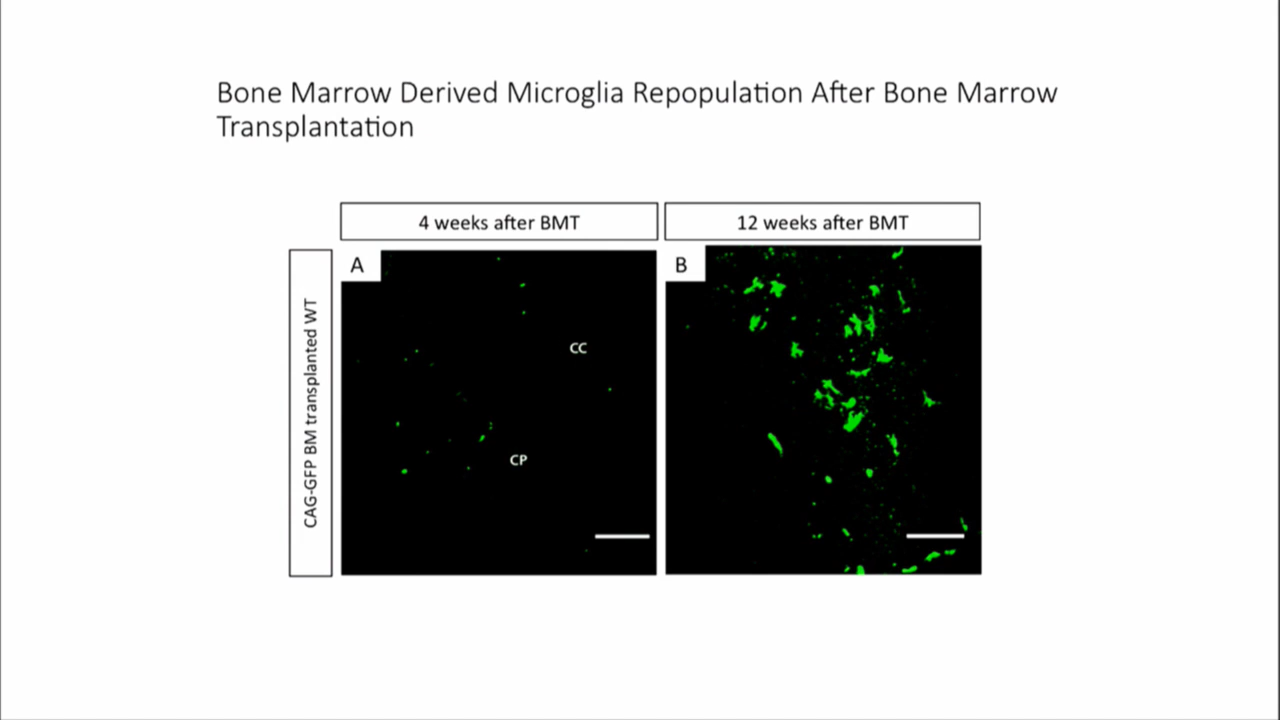 Bone Marrow Derived Microglia Repopulation After Bone Marrow
Transplantation
4 weeks after BMT
12 weeks after BMT
CAG-GFP BM transplanted WT
A
B
CC
CP